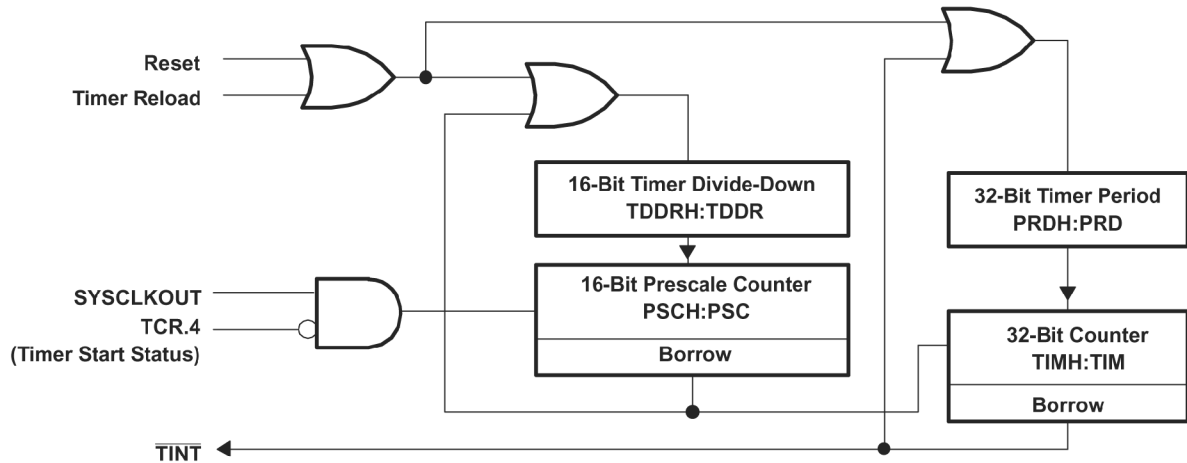 Reset
Timer Reload
16-Bit Timer Divide-Down
TDDRH:TDDR
32-Bit Timer Period
PRDH:PRD
SYSCLKOUT
TCR.4
(Timer Start Status)
16-Bit Prescale Counter
PSCH:PSC
Borrow
32-Bit Counter
TIMH:TIM
Borrow
TINT